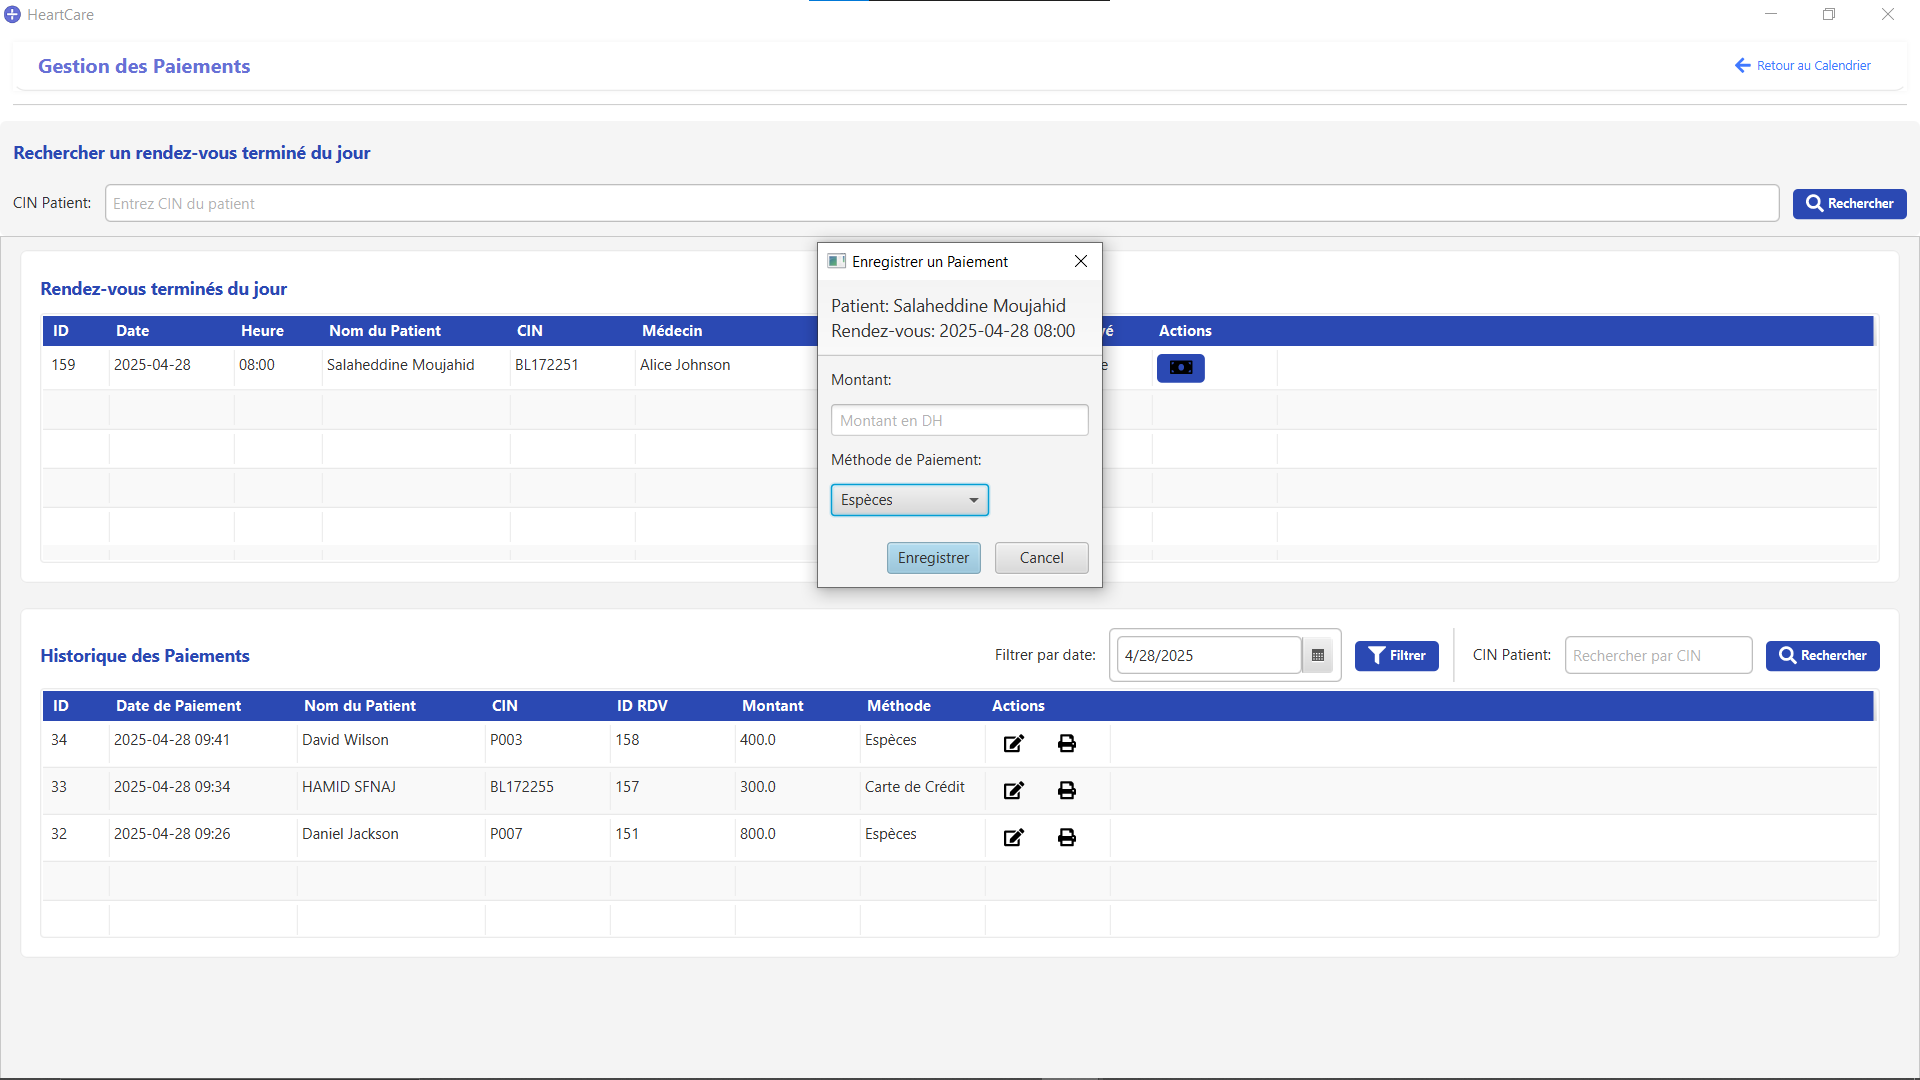 HeartCare
Gestion des Paiements
Retour au Calendrier
Rechercher un rendez-vous terminé du jour
CIN Patient:
Entrez CIN du patient
Rechercher
Enregistrer un Paiement
Patient: Salaheddine Moujahid
Rendez-vous: 2025-04-28 08:00
Montant:
Montant en DH
Méthode de Paiement:
Espèces
Enregistrer Cancel
Rendez-vous terminés du jour
ID Date Heure Nom du Patient CIN Médecin Actions
159 2025-04-28 08:00 Salaheddine Moujahid BL172251 Alice Johnson
Historique des Paiements
Filtrer par date:
4/28/2025
Filtrer
CIN Patient:
Rechercher par CIN
Rechercher
ID Date de Paiement Nom du Patient CIN ID RDV Montant Méthode Actions
34 2025-04-28 09:41 David Wilson P003 158 400.0 Espèces
33 2025-04-28 09:34 HAMID SFNAJ BL172255 157 300.0 Carte de Crédit
32 2025-04-28 09:26 Daniel Jackson P007 151 800.0 Espèces